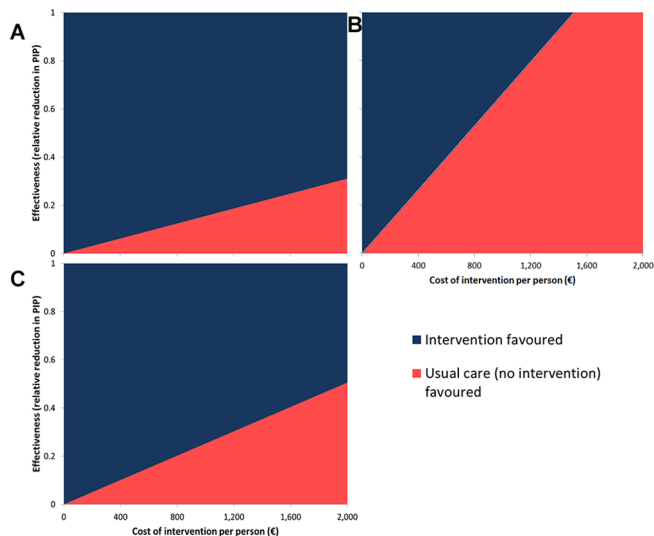 A
1
0.8
0.6
0.4
0.2
0
Effectiveness (relative reduction in PIP)
B
0 400 800 1,200 1,600 2,000
Cost of intervention per person (€)
C
1
0.8
0.6
0.4
0.2
0
Effectiveness (relative reduction in PIP)
0 400 800 1,200 1,600 2,000
Cost of intervention per person (€)
Intervention favoured
Usual care (no intervention)
favoured